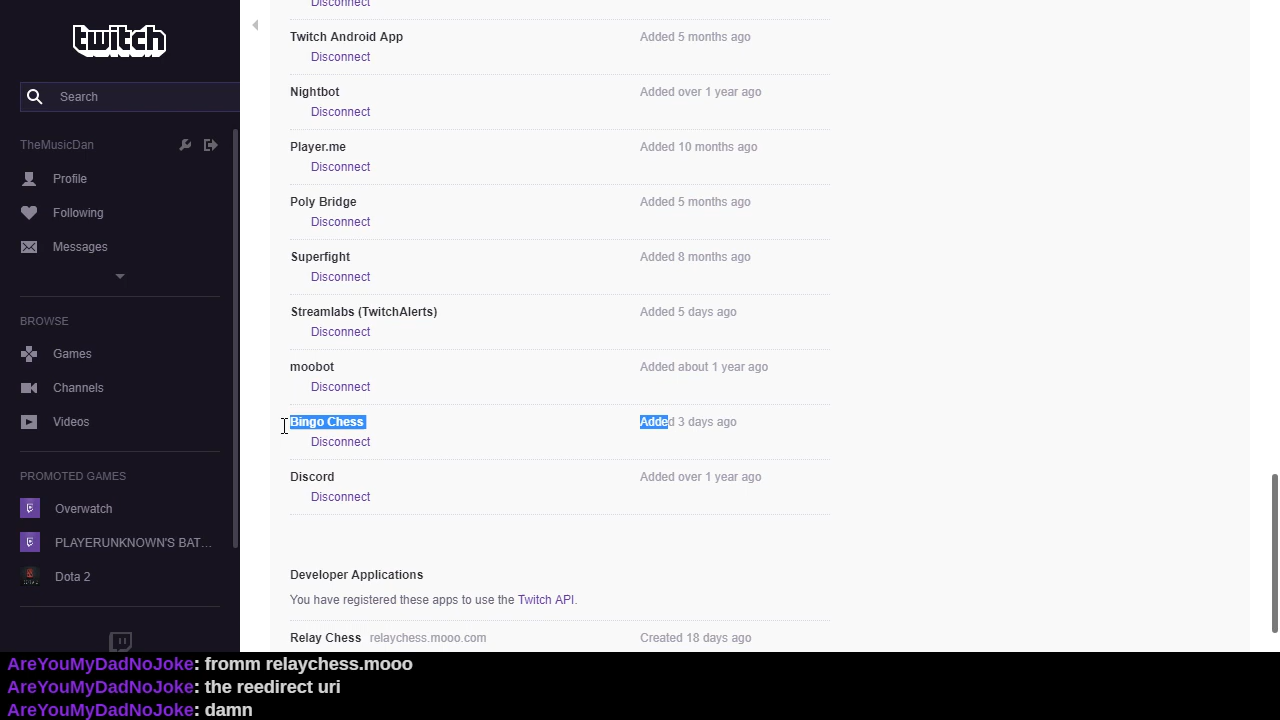 twitch
Search
TheMusicDan
Profile
Following
Messages
BROWSE
Games
Channels
Videos
PROMOTED GAMES
Overwatch
PLAYERUNKNOWN'S BAT...
Dota 2
Disconnect
Twitch Android App Added 5 months ago
Disconnect
Nightbot Added over 1 year ago
Disconnect
Player.me Added 10 months ago
Disconnect
Poly Bridge Added 5 months ago
Disconnect
Superfight Added 8 months ago
Disconnect
Streamlabs (TwitchAlerts) Added 5 days ago
Disconnect
moobot Added about 1 year ago
Disconnect
Bingo Chess Added 3 days ago
Disconnect
Discord Added over 1 year ago
Disconnect
Developer Applications
You have registered these apps to use the Twitch API.
Relay Chess relaychess.mooo.com Created 18 days ago
AreYouMyDadNoJoke: fromm relaychess.mooo
AreYouMyDadNoJoke: the reedirect uri
AreYouMyDadNoJoke: damn